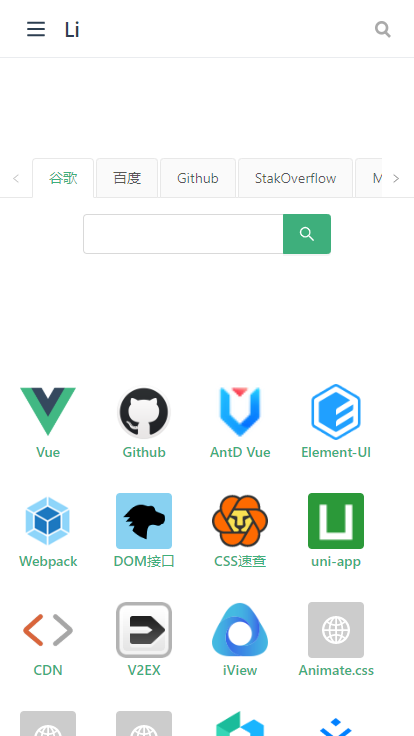 Li
谷歌
百度
Github
StakOverflow
M
Vue
Github
AntD Vue
Element-UI
Webpack
DOM接口
CSS速查
uni-app
CDN
V2EX
iView
Animate.css